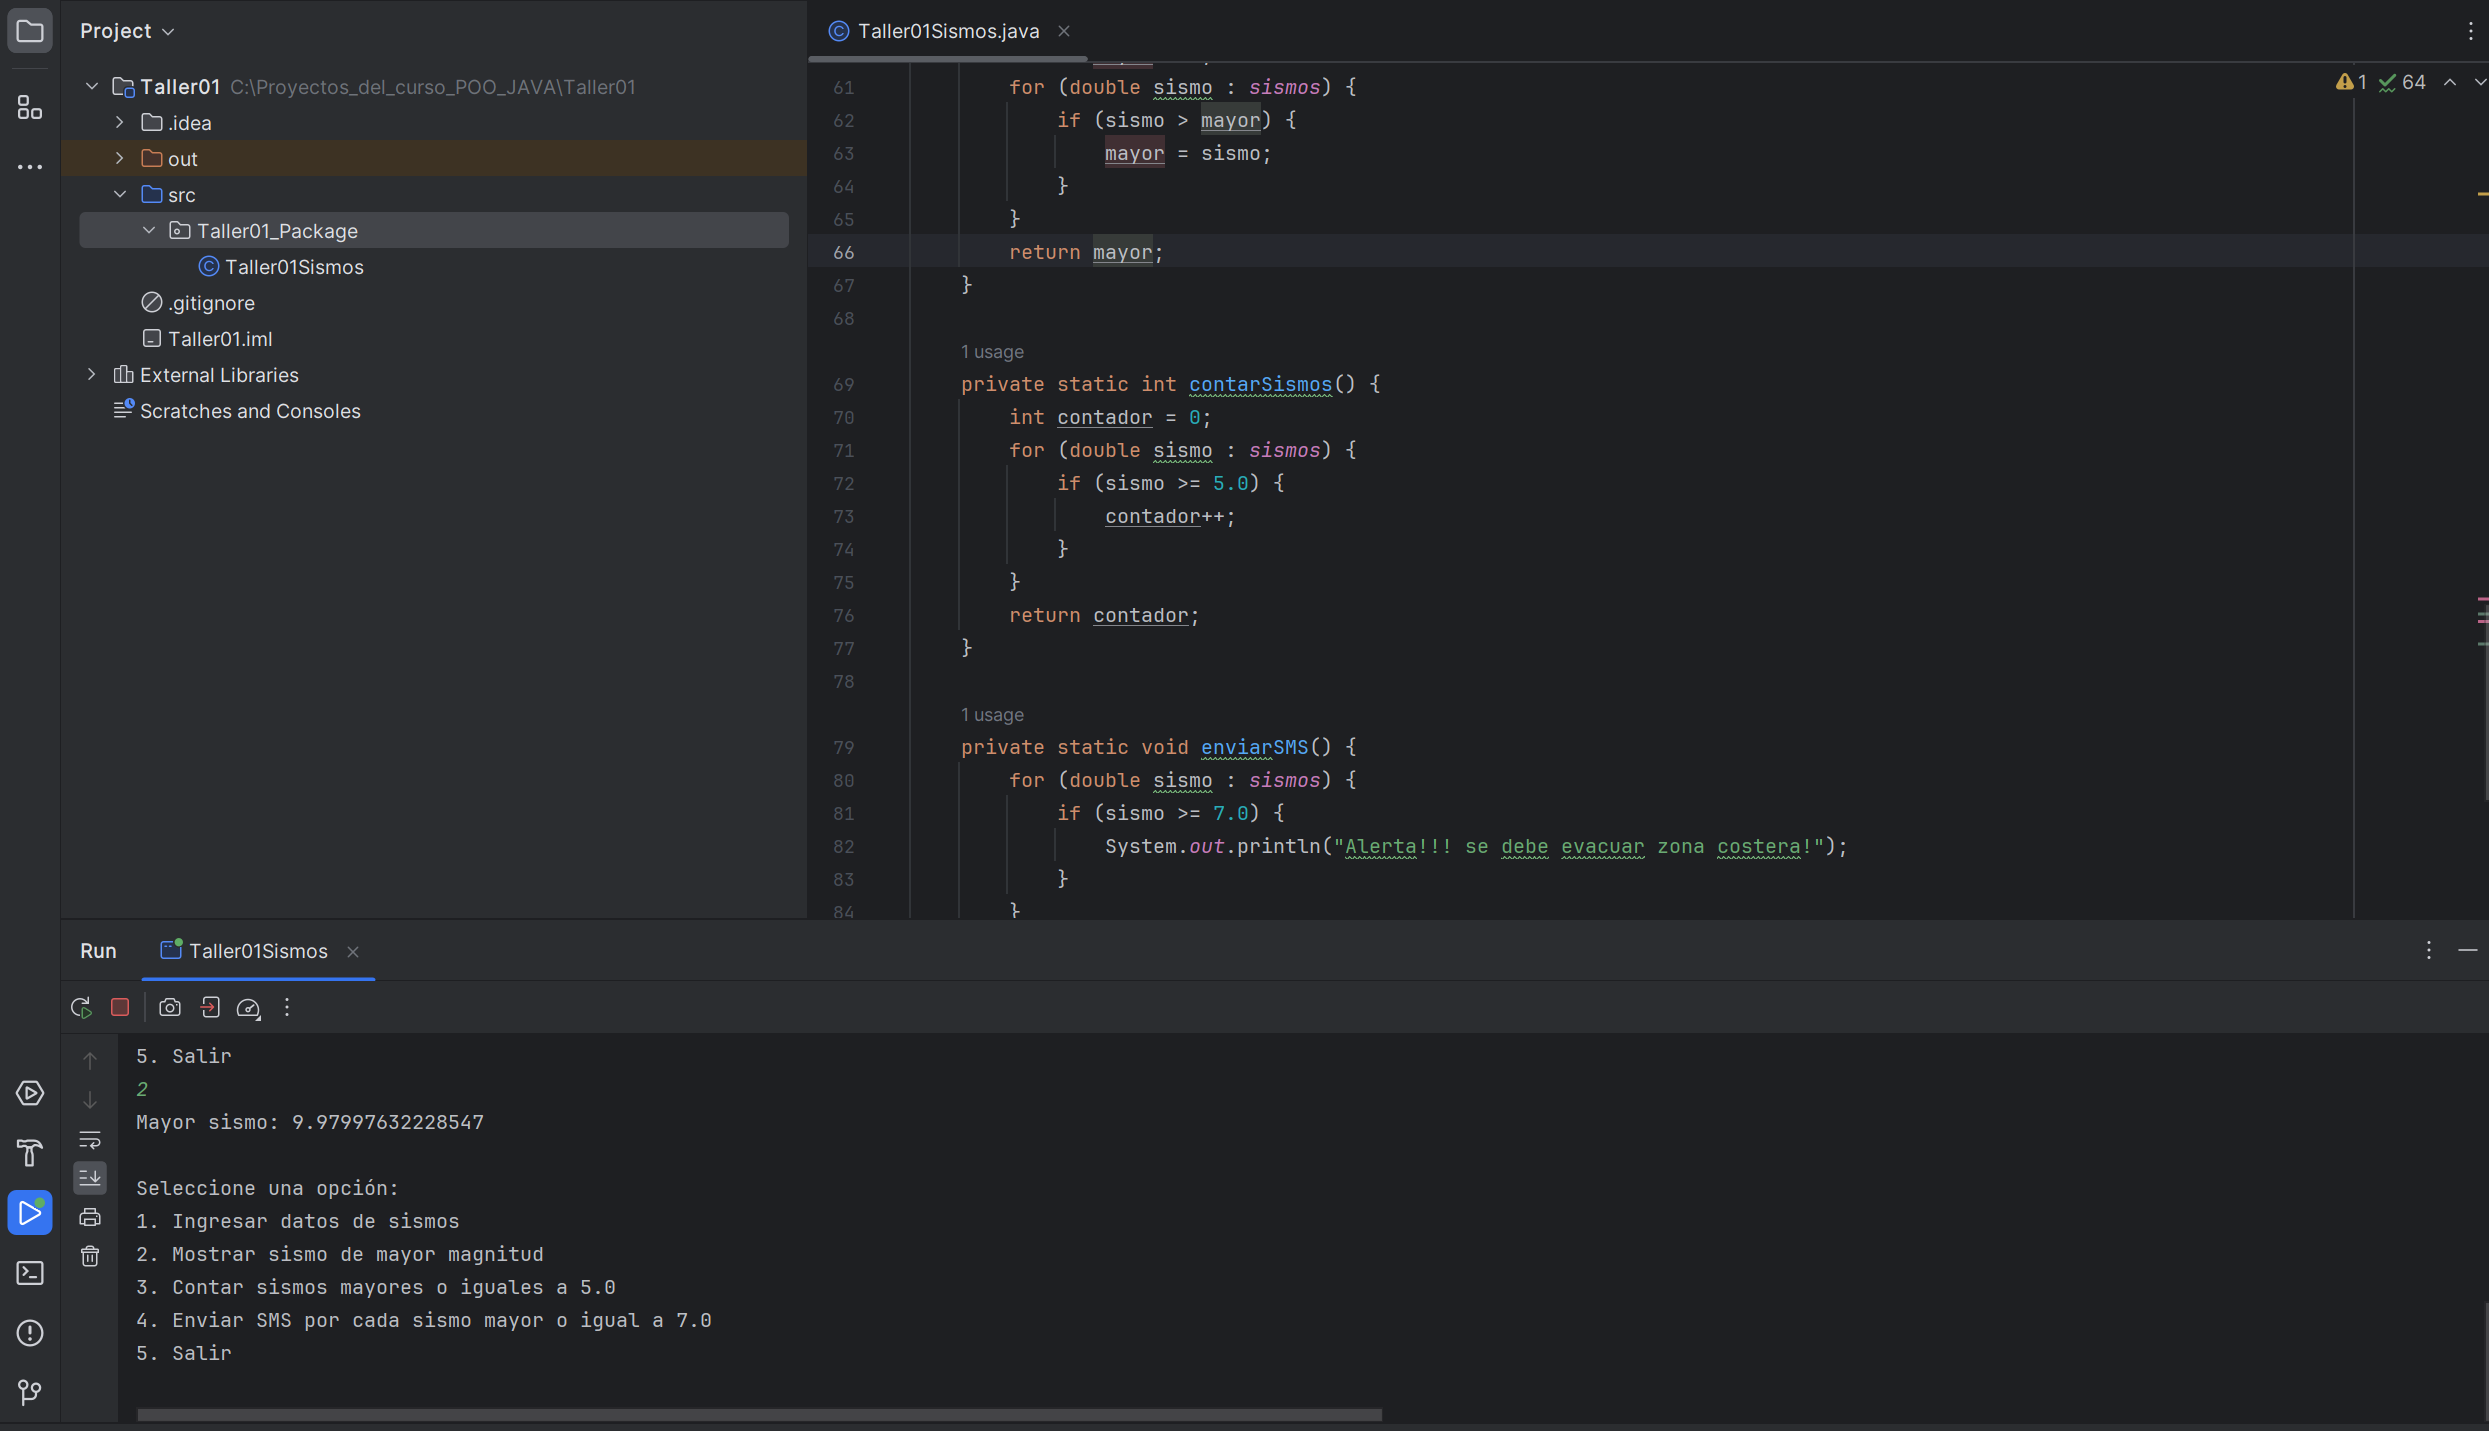 Project
Taller01 C:\Proyectos_del_curso_POO_JAVA\Taller01
.idea
out
src
Taller01_Package
Taller01Sismos
.gitignore
Taller01.iml
External Libraries
Scratches and Consoles
Taller01Sismos.java
1 64
61 for (double sismo : sismos) {
62 if (sismo > mayor) {
63 mayor = sismo;
64 }
65 }
66 return mayor;
67 }
68
1 usage
69 private static int contarSismos() {
70 int contador = 0;
71 for (double sismo : sismos) {
72 if (sismo >= 5.0) {
73 contador++;
74 }
75 }
76 return contador;
77 }
78
1 usage
79 private static void enviarSMS() {
80 for (double sismo : sismos) {
81 if (sismo >= 7.0) {
82 System.out.println("Alerta!!! se debe evacuar zona costera!");
83 }
84 }
Run Taller01Sismos
5. Salir
2
Mayor sismo: 9.97997632228547
Seleccione una opción:
1. Ingresar datos de sismos
2. Mostrar sismo de mayor magnitud
3. Contar sismos mayores o iguales a 5.0
4. Enviar SMS por cada sismo mayor o igual a 7.0
5. Salir